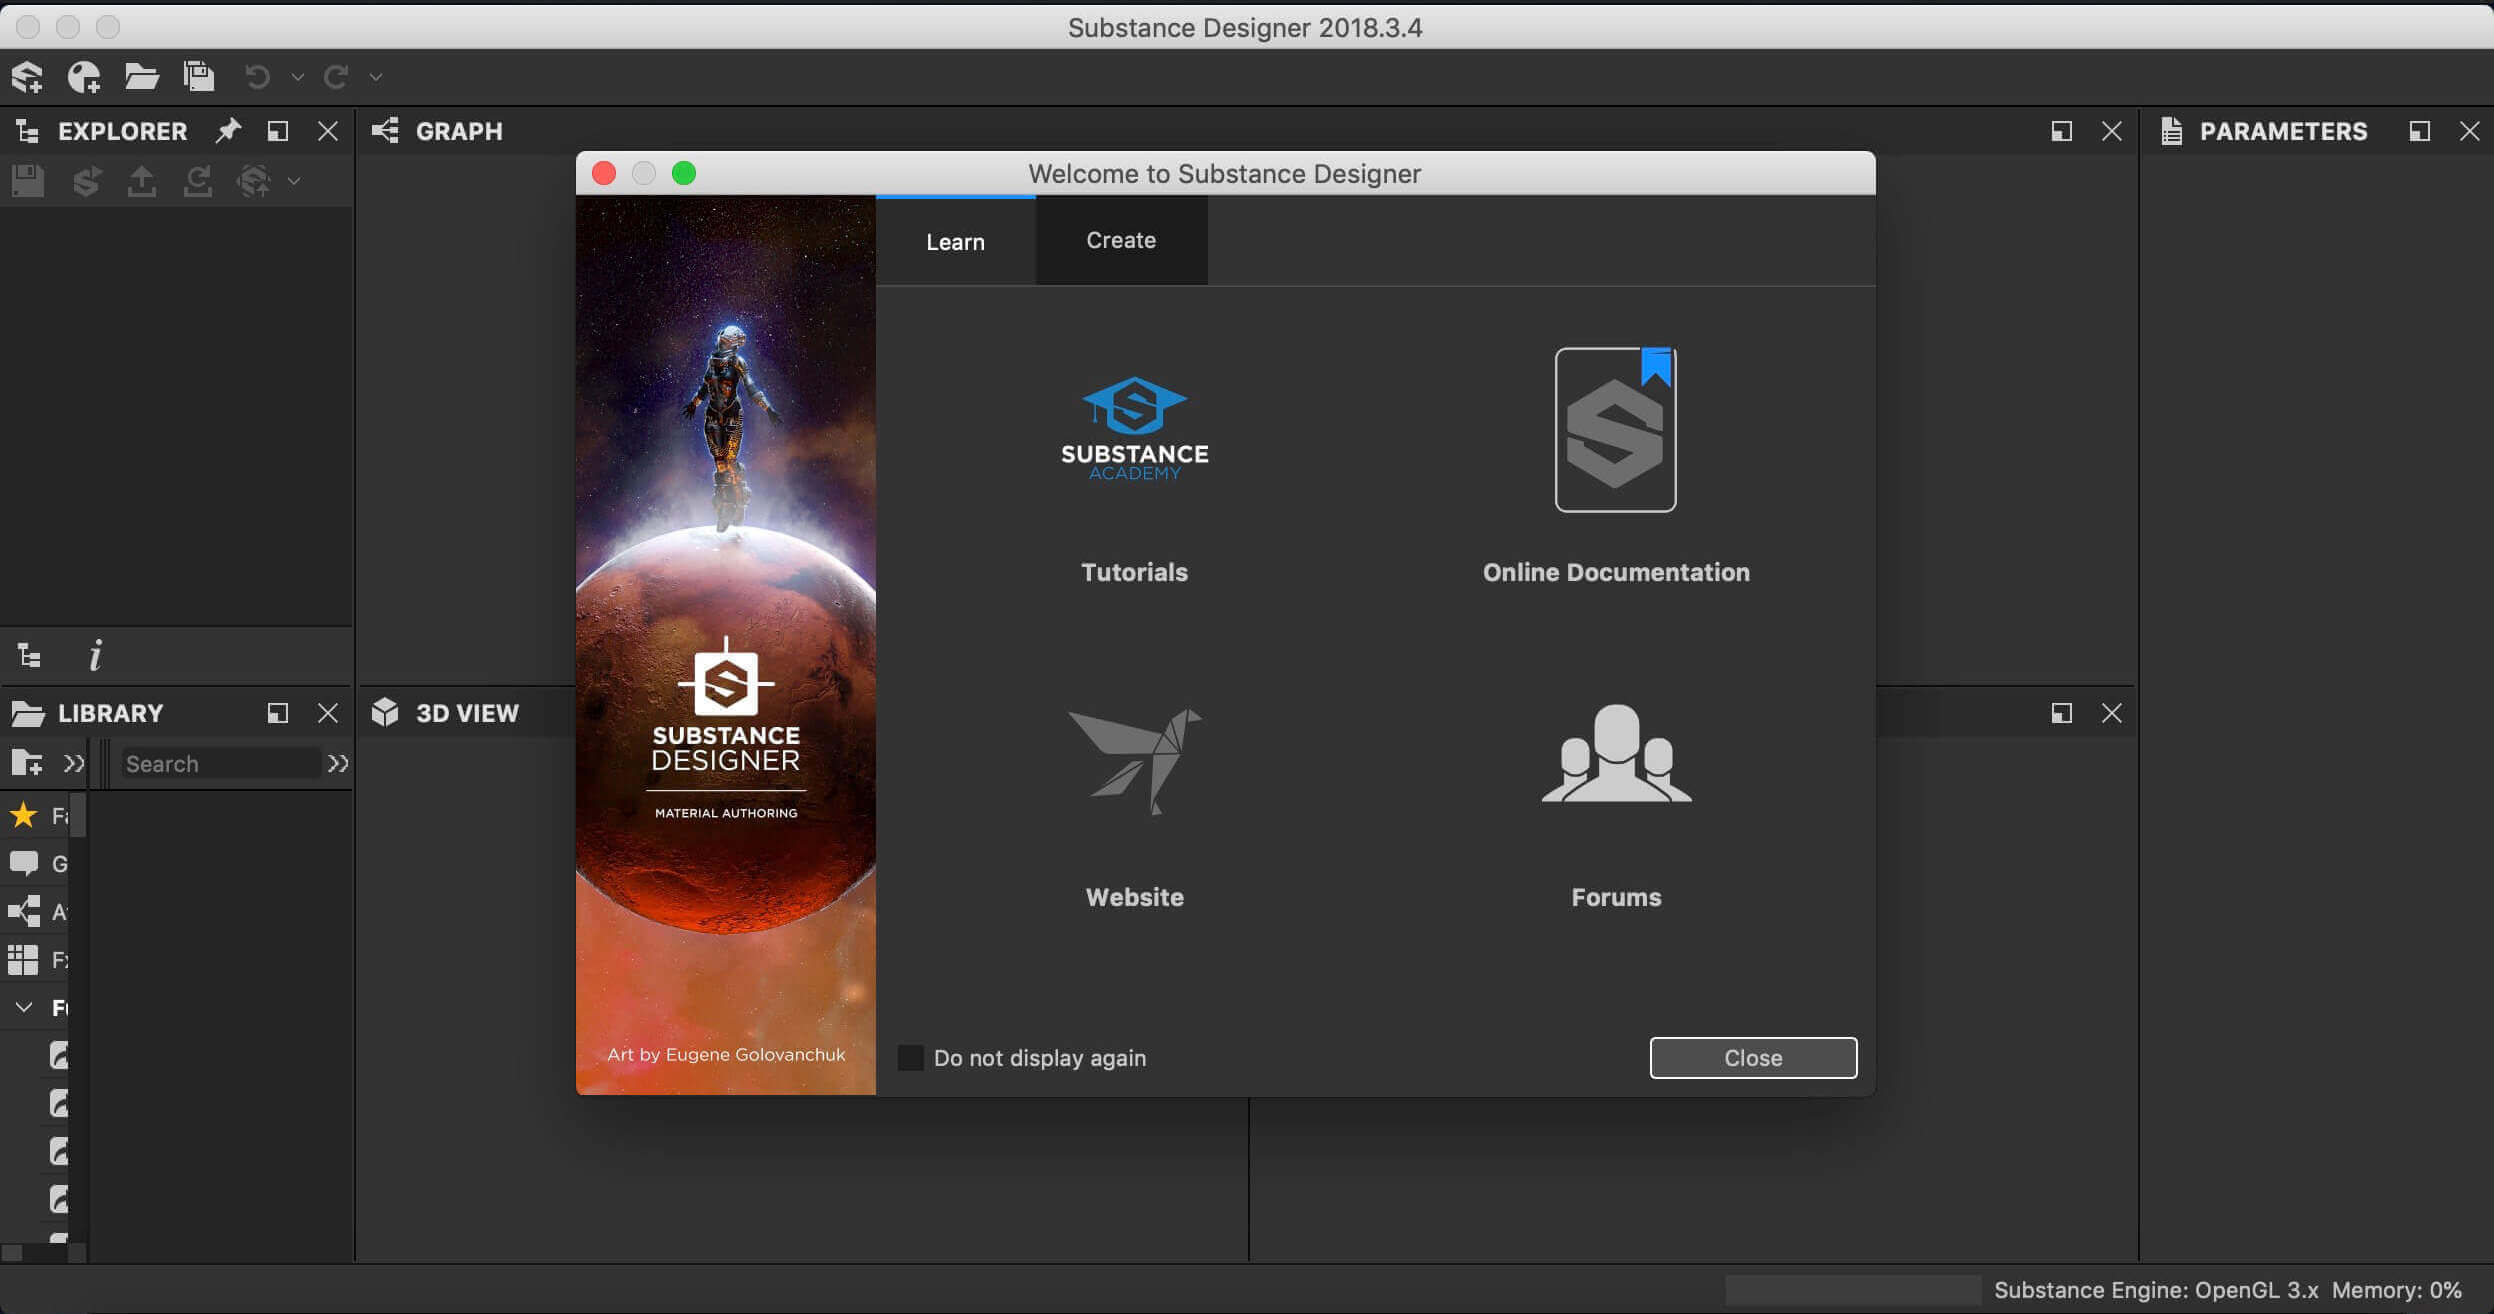 Substance Designer 2018.3.4
EXPLORER
GRAPH
PARAMETERS
Welcome to Substance Designer
Learn
Create
SUBSTANCE
ACADEMY
Tutorials
Online Documentation
Website
Forums
SUBSTANCE
DESIGNER
MATERIAL AUTHORING
Art by Eugene Golovanchuk
Do not display again
Close
LIBRARY
3D VIEW
Search
Substance Engine: OpenGL 3.x Memory: 0%